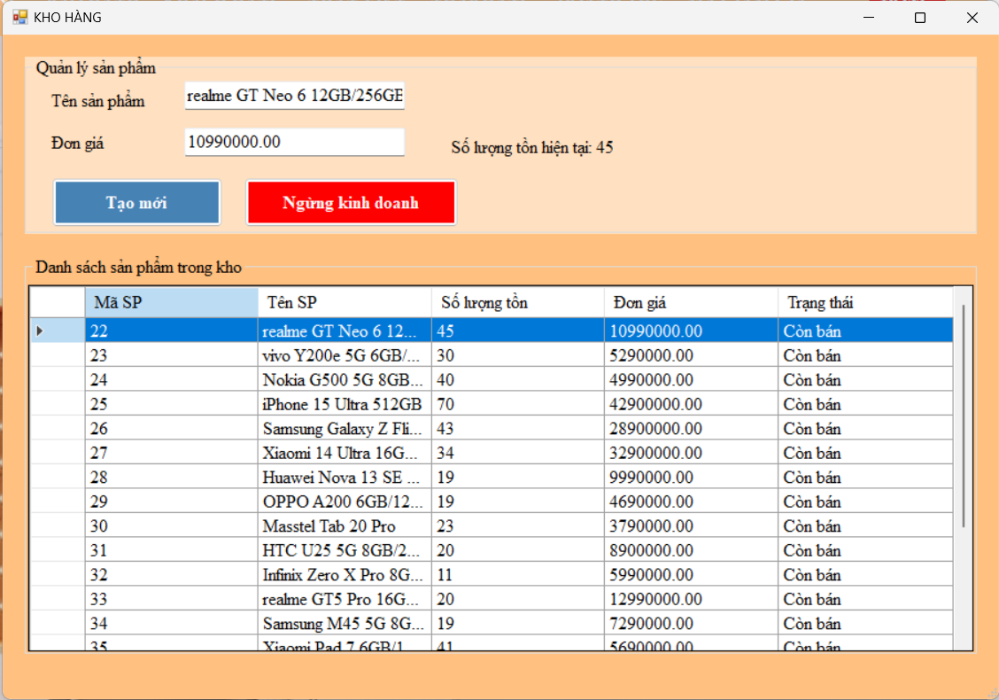 KHO HÀNG
Quản lý sản phẩm
Tên sản phẩm realme GT Neo 6 12GB/256GB
Đơn giá 10990000.00 Số lượng tồn hiện tại: 45
Tạo mới Ngừng kinh doanh
Danh sách sản phẩm trong kho
Mã SP Tên SP Số lượng tồn Đơn giá Trạng thái
22 realme GT Neo 6 12... 45 10990000.00 Còn bán
23 vivo Y200e 5G 6GB/... 30 5290000.00 Còn bán
24 Nokia G500 5G 8GB... 40 4990000.00 Còn bán
25 iPhone 15 Ultra 512GB 70 42900000.00 Còn bán
26 Samsung Galaxy Z Fli... 43 28900000.00 Còn bán
27 Xiaomi 14 Ultra 16G... 34 32900000.00 Còn bán
28 Huawei Nova 13 SE ... 19 9990000.00 Còn bán
29 OPPO A200 6GB/12... 19 4690000.00 Còn bán
30 Masstel Tab 20 Pro 23 3790000.00 Còn bán
31 HTC U25 5G 8GB/2... 20 8900000.00 Còn bán
32 Infinix Zero X Pro 8G... 11 5990000.00 Còn bán
33 realme GT5 Pro 16G... 20 12990000.00 Còn bán
34 Samsung M45 5G 8G... 19 7290000.00 Còn bán
35 Xiaomi Pad 7 6GB/1... 41 5690000.00 Còn bán